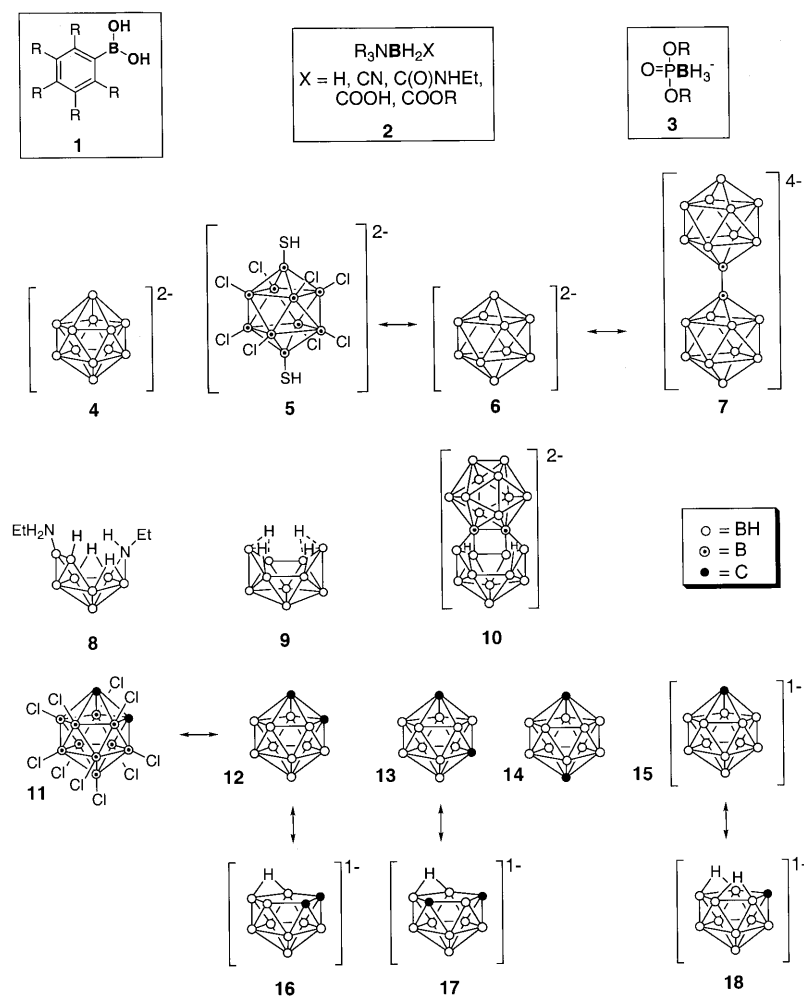 OH
B
OH
R
R
R
R
R
1
R₃NBH₂X
X = H, CN, C(O)NHEt,
COOH, COOR
2
OR
O=PBH₃⁻
OR
3
2-
4
2-
SH
Cl Cl Cl Cl
Cl Cl Cl Cl
SH
5
2-
6
4-
7
EtH₂N H H H H N Et
8
H H
H H
9
2-
H H
10
○ = BH
⊙ = B
● = C
Cl Cl
Cl Cl
Cl Cl
Cl Cl Cl
Cl
11
12
13
14
15
1-
H
1-
16
H
1-
17
H H
1-
18